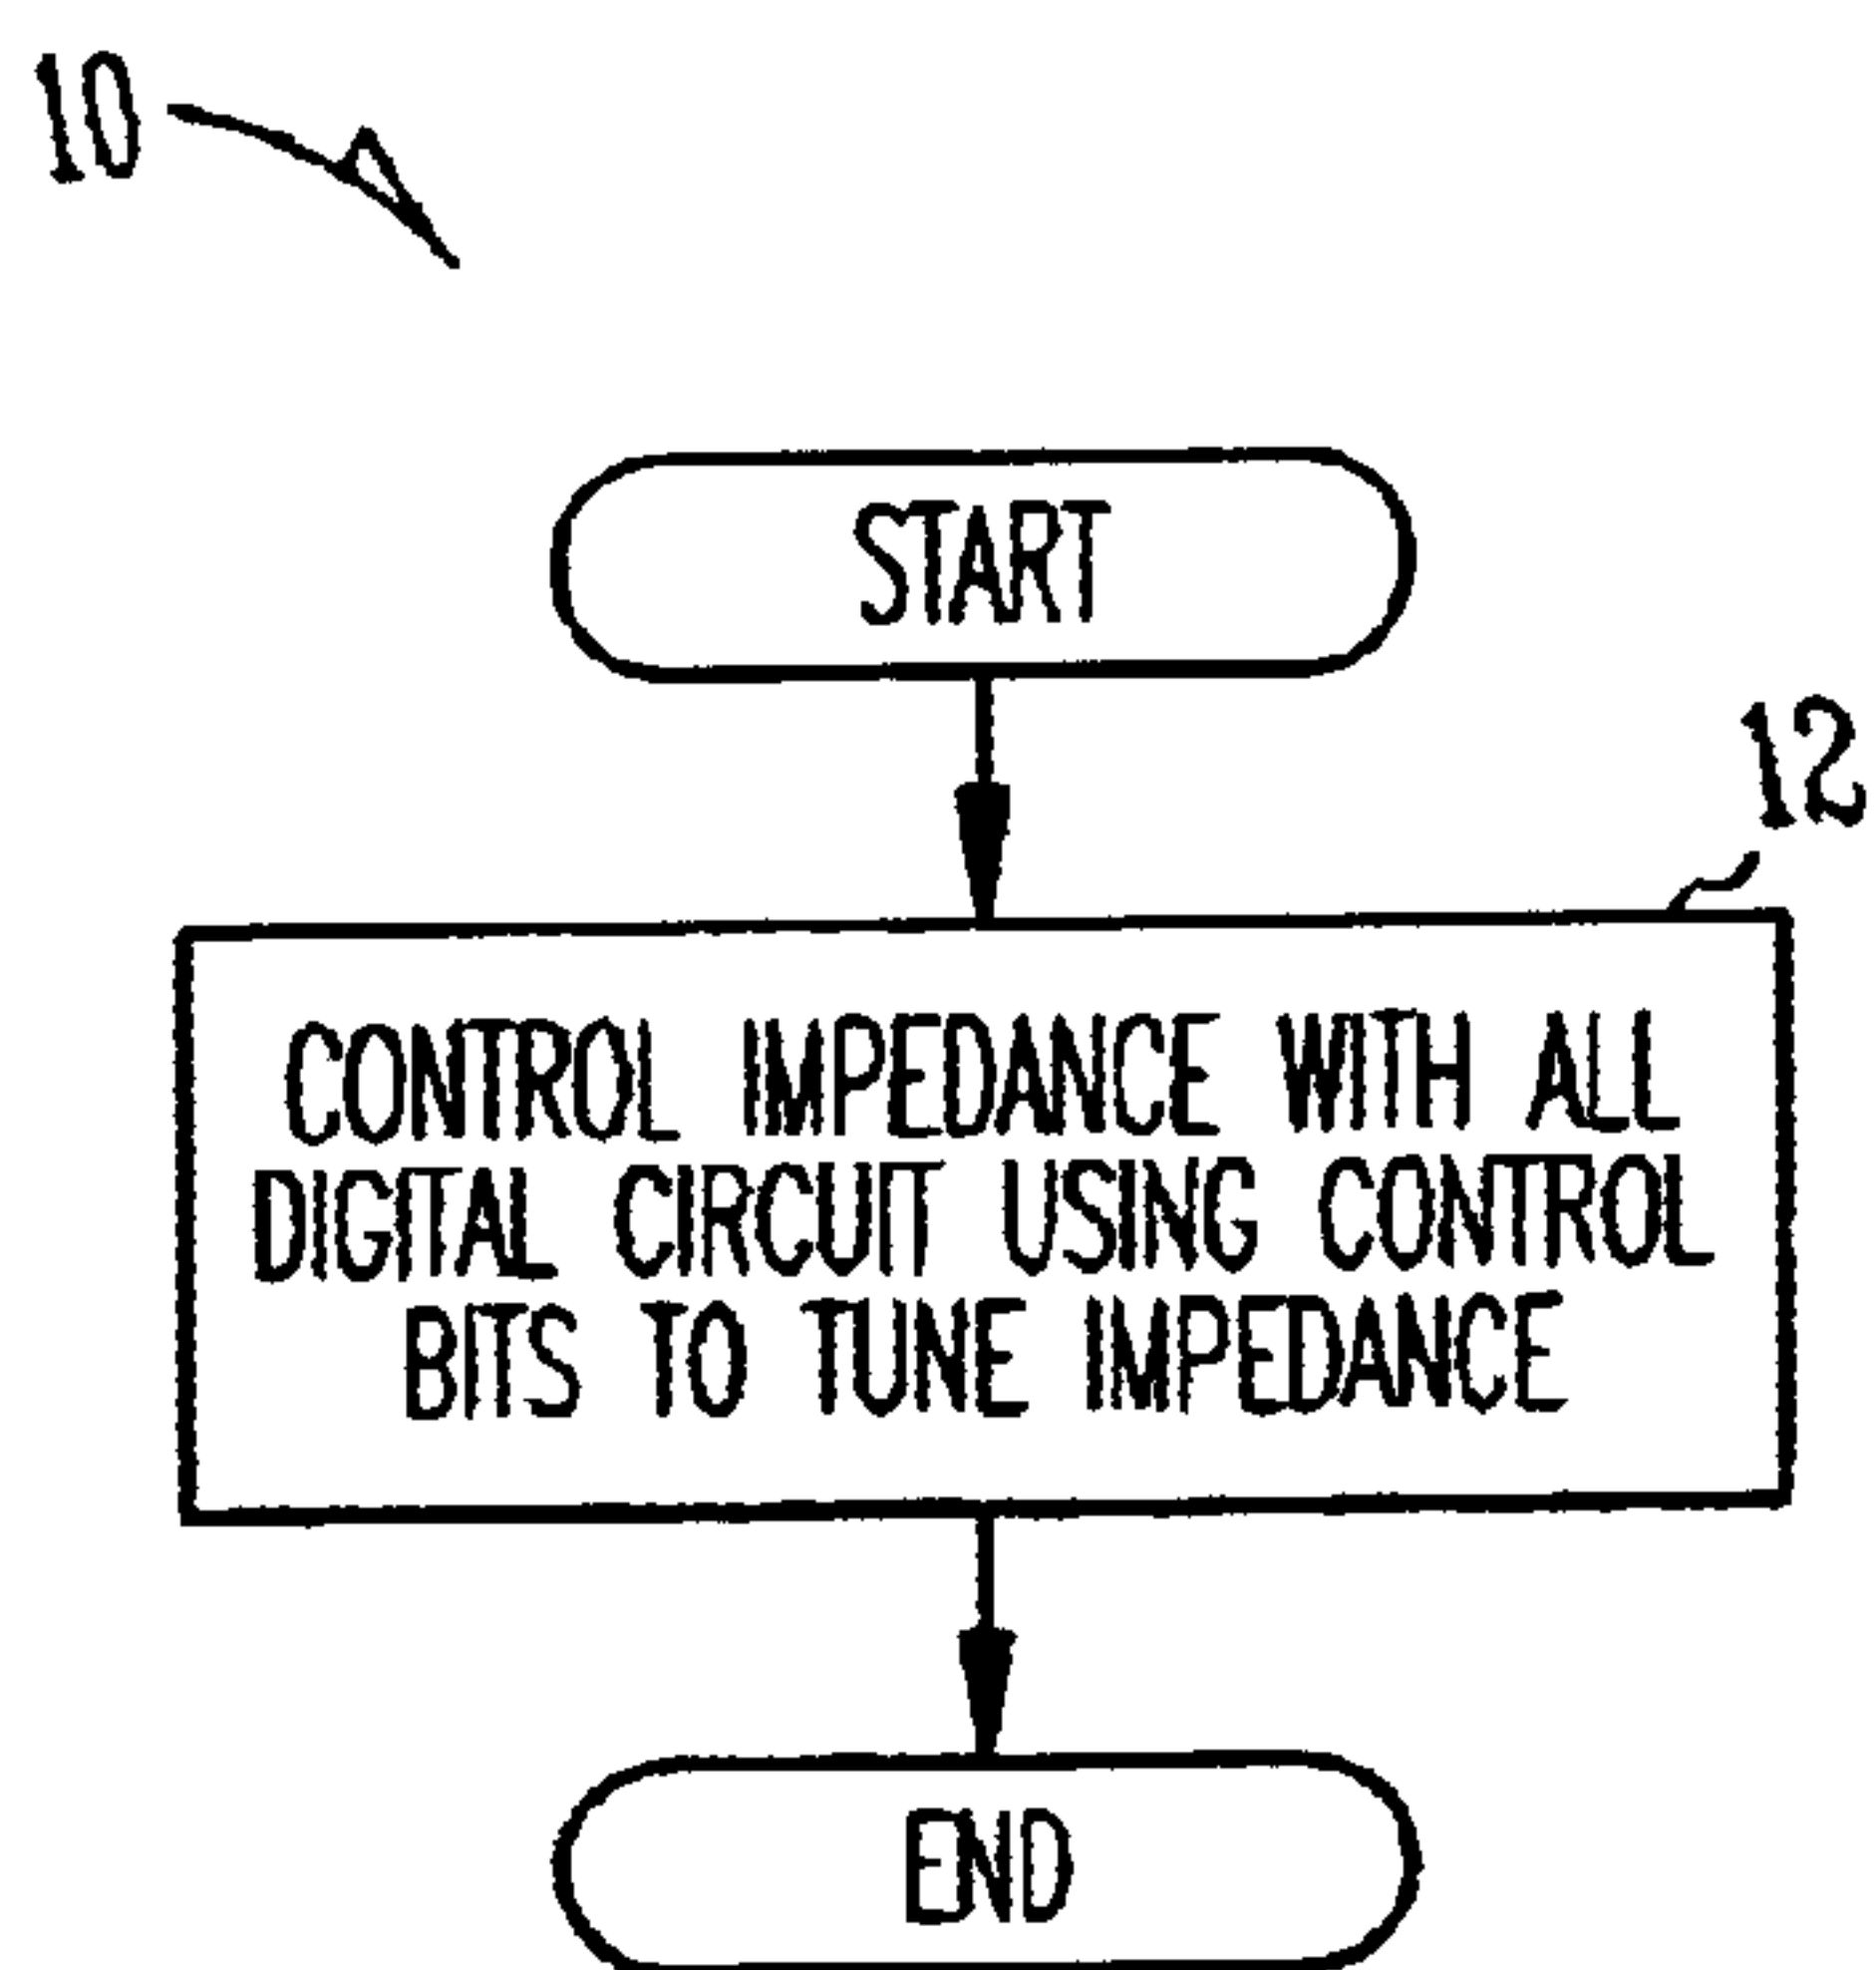 10
START
12
CONTROL IMPEDANCE WITH ALL
DIGITAL CIRCUIT USING CONTROL
BITS TO TUNE IMPEDANCE
END